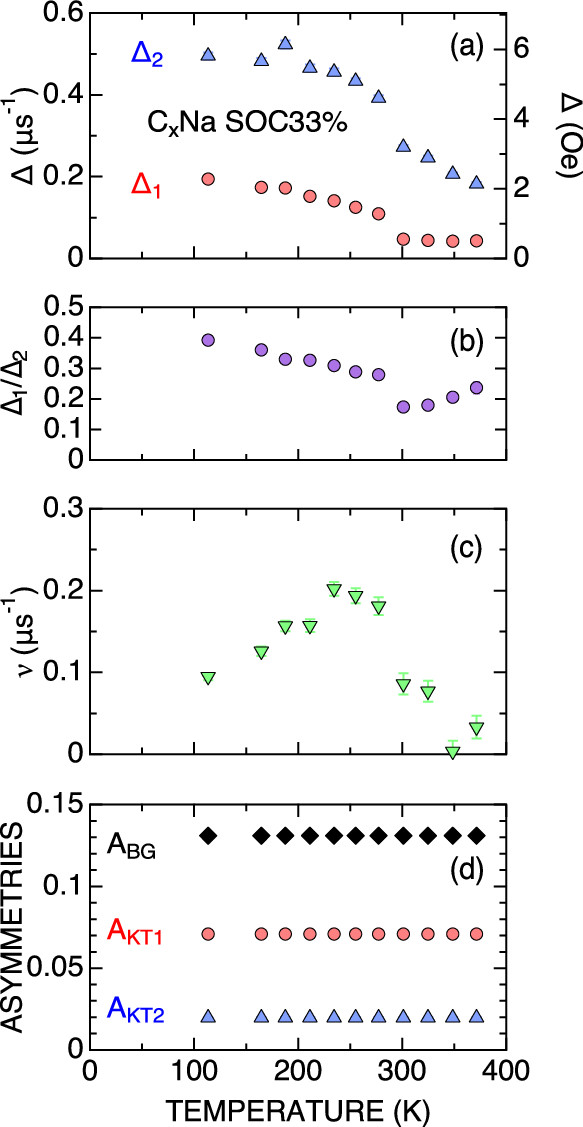 0.6
Δ2
(a)
6
0.4
CxNa SOC33%
4
Δ (μs-1)
Δ (Oe)
0.2
Δ1
2
0
0
0.5
0.4
(b)
0.3
Δ1/Δ2
0.2
0.1
0
0.3
(c)
0.2
ν (μs-1)
0.1
0
0.15
ABG
(d)
0.1
ASYMMETRIES
AKT1
0.05
AKT2
0
0 100 200 300 400
TEMPERATURE (K)